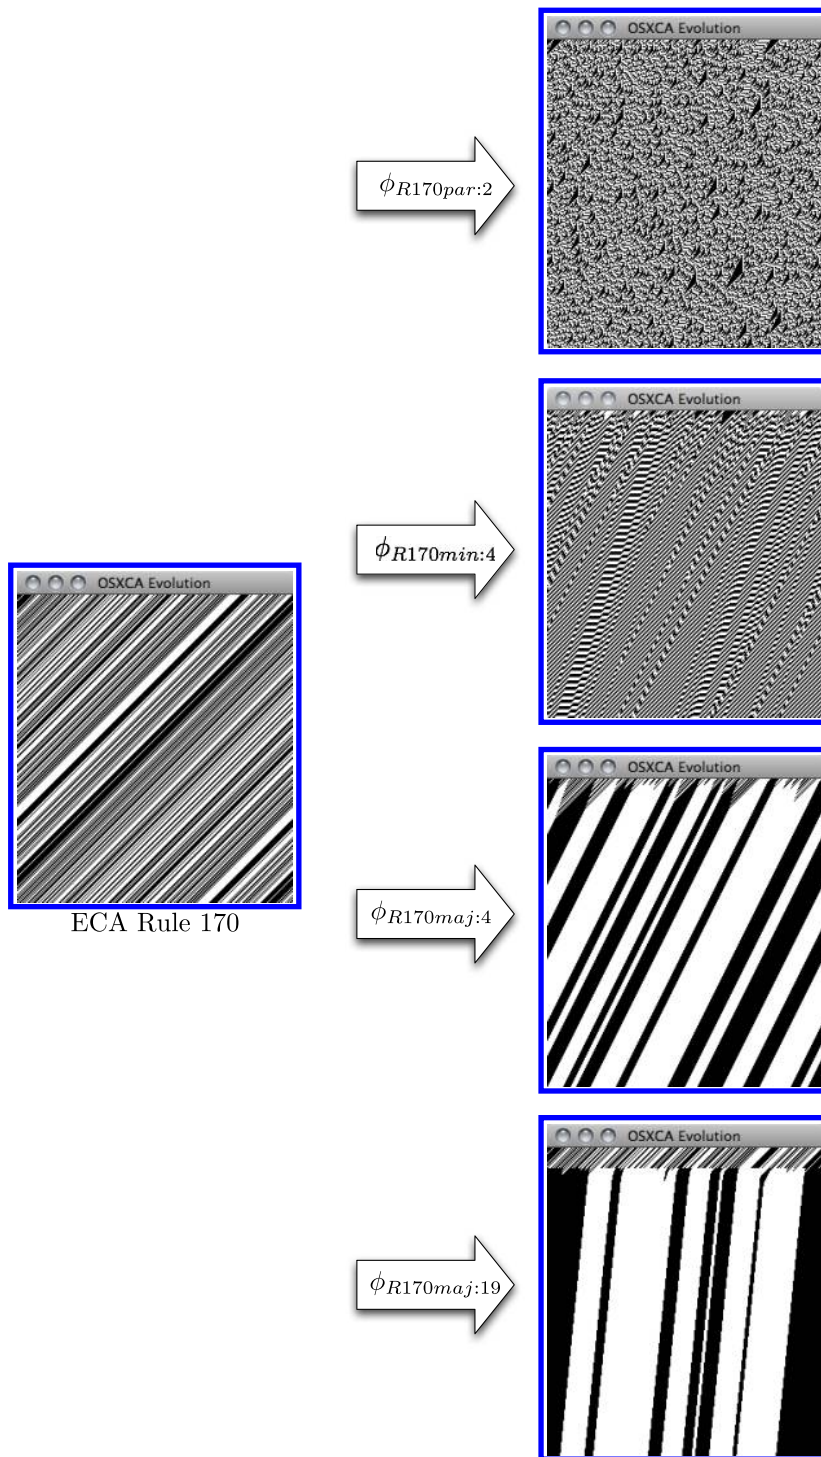 OSXCA Evolution
ϕR170par:2
OSXCA Evolution
ϕR170min:4
OSXCA Evolution
ECA Rule 170
OSXCA Evolution
ϕR170maj:4
OSXCA Evolution
ϕR170maj:19